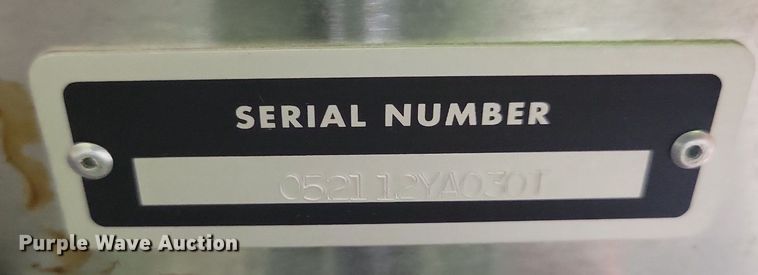 SERIAL NUMBER
052112YA030T
Purple Wave Auction